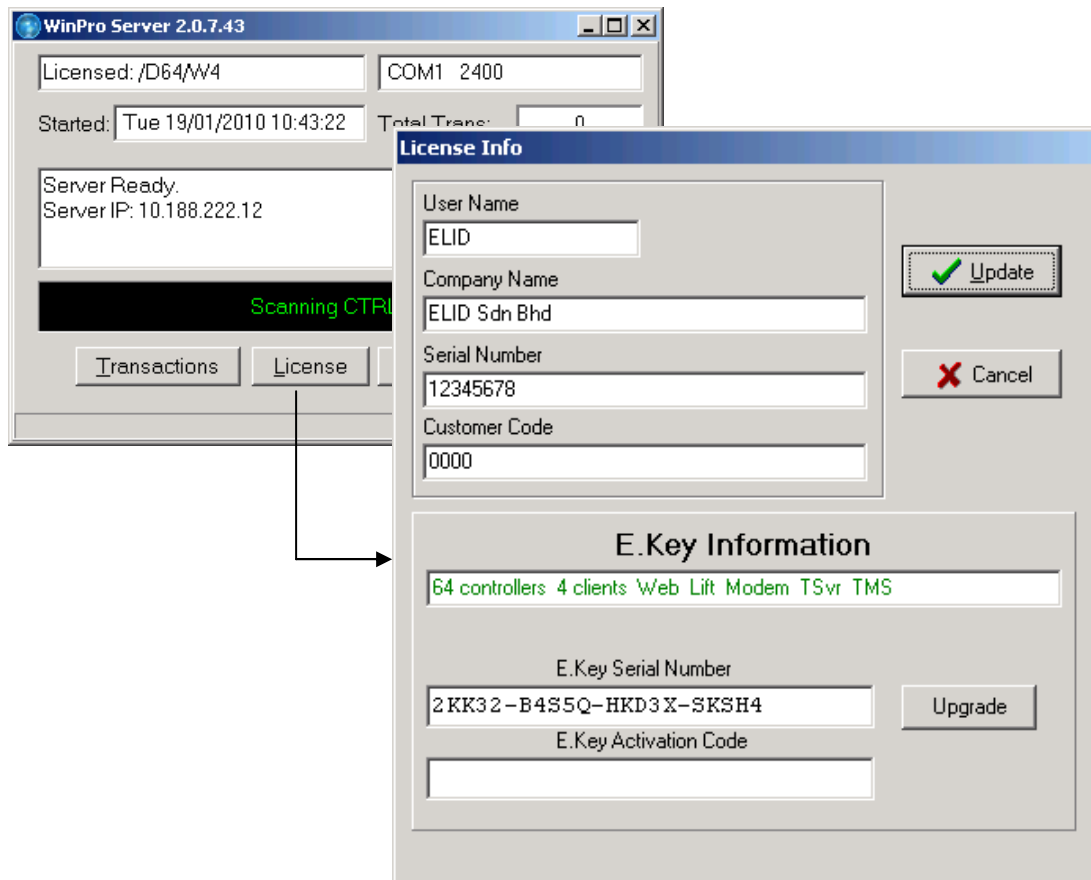 WinPro Server 2.0.7.43
Licensed: /D64/W4
COM1 2400
Started: Tue 19/01/2010 10:43:22
Total Trans: 0
Server Ready.
Server IP: 10.188.222.12
Scanning CTRL
Transactions
License
License Info
User Name
ELID
Company Name
ELID Sdn Bhd
Serial Number
12345678
Customer Code
0000
Update
Cancel
E.Key Information
64 controllers 4 clients Web Lift Modem TSvr TMS
E.Key Serial Number
2KK32-B4S5Q-HKD3X-SKSH4
Upgrade
E.Key Activation Code